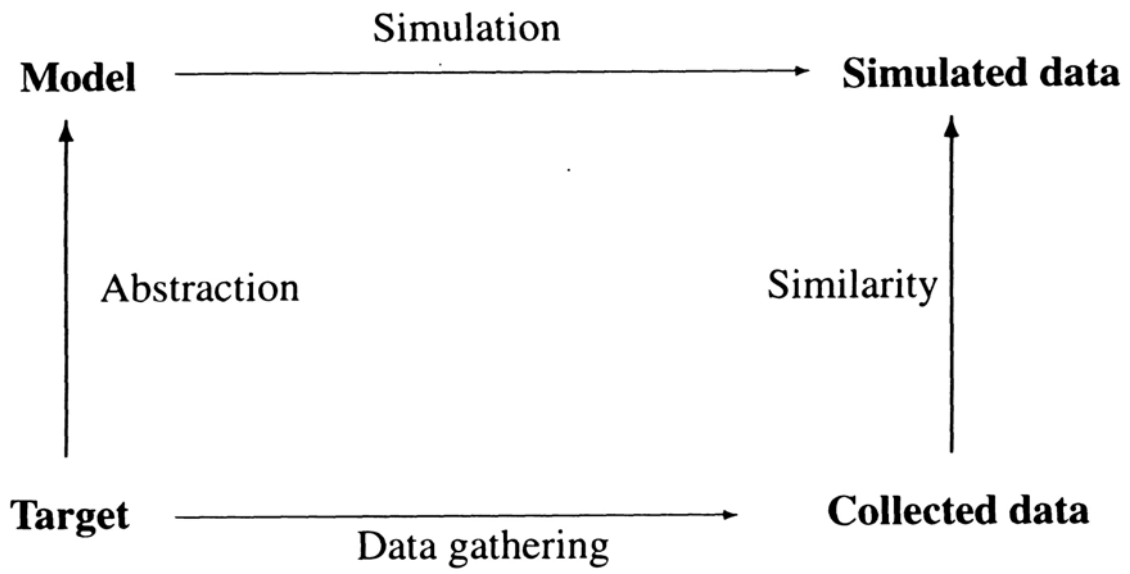 Simulation
Model
Simulated data
Abstraction
Similarity
Target
Collected data
Data gathering